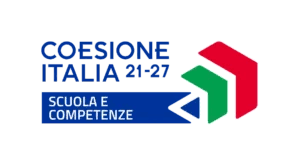 COESIONE
ITALIA 21-27
SCUOLA E
COMPETENZE